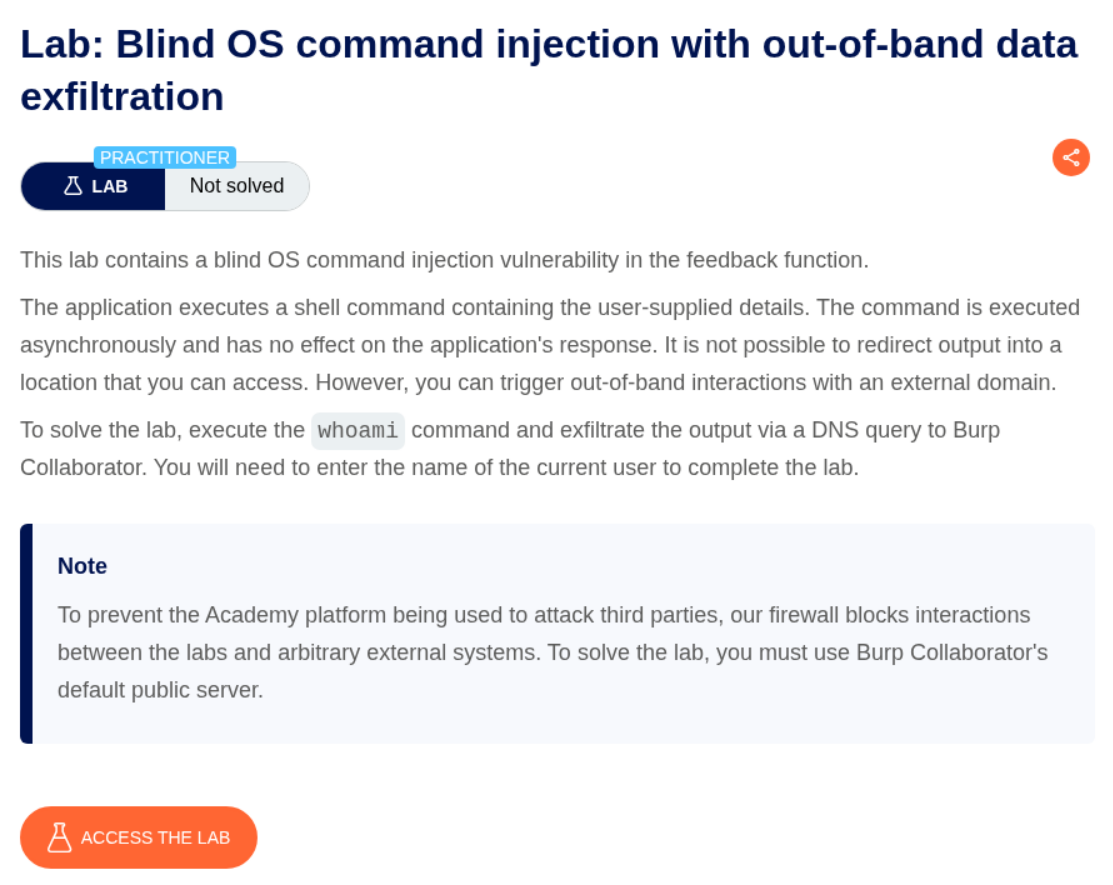 Lab: Blind OS command injection with out-of-band data
exfiltration
PRACTITIONER
LAB
Not solved
This lab contains a blind OS command injection vulnerability in the feedback function.
The application executes a shell command containing the user-supplied details. The command is executed
asynchronously and has no effect on the application's response. It is not possible to redirect output into a
location that you can access. However, you can trigger out-of-band interactions with an external domain.
To solve the lab, execute the whoami command and exfiltrate the output via a DNS query to Burp
Collaborator. You will need to enter the name of the current user to complete the lab.
Note
To prevent the Academy platform being used to attack third parties, our firewall blocks interactions
between the labs and arbitrary external systems. To solve the lab, you must use Burp Collaborator's
default public server.
ACCESS THE LAB